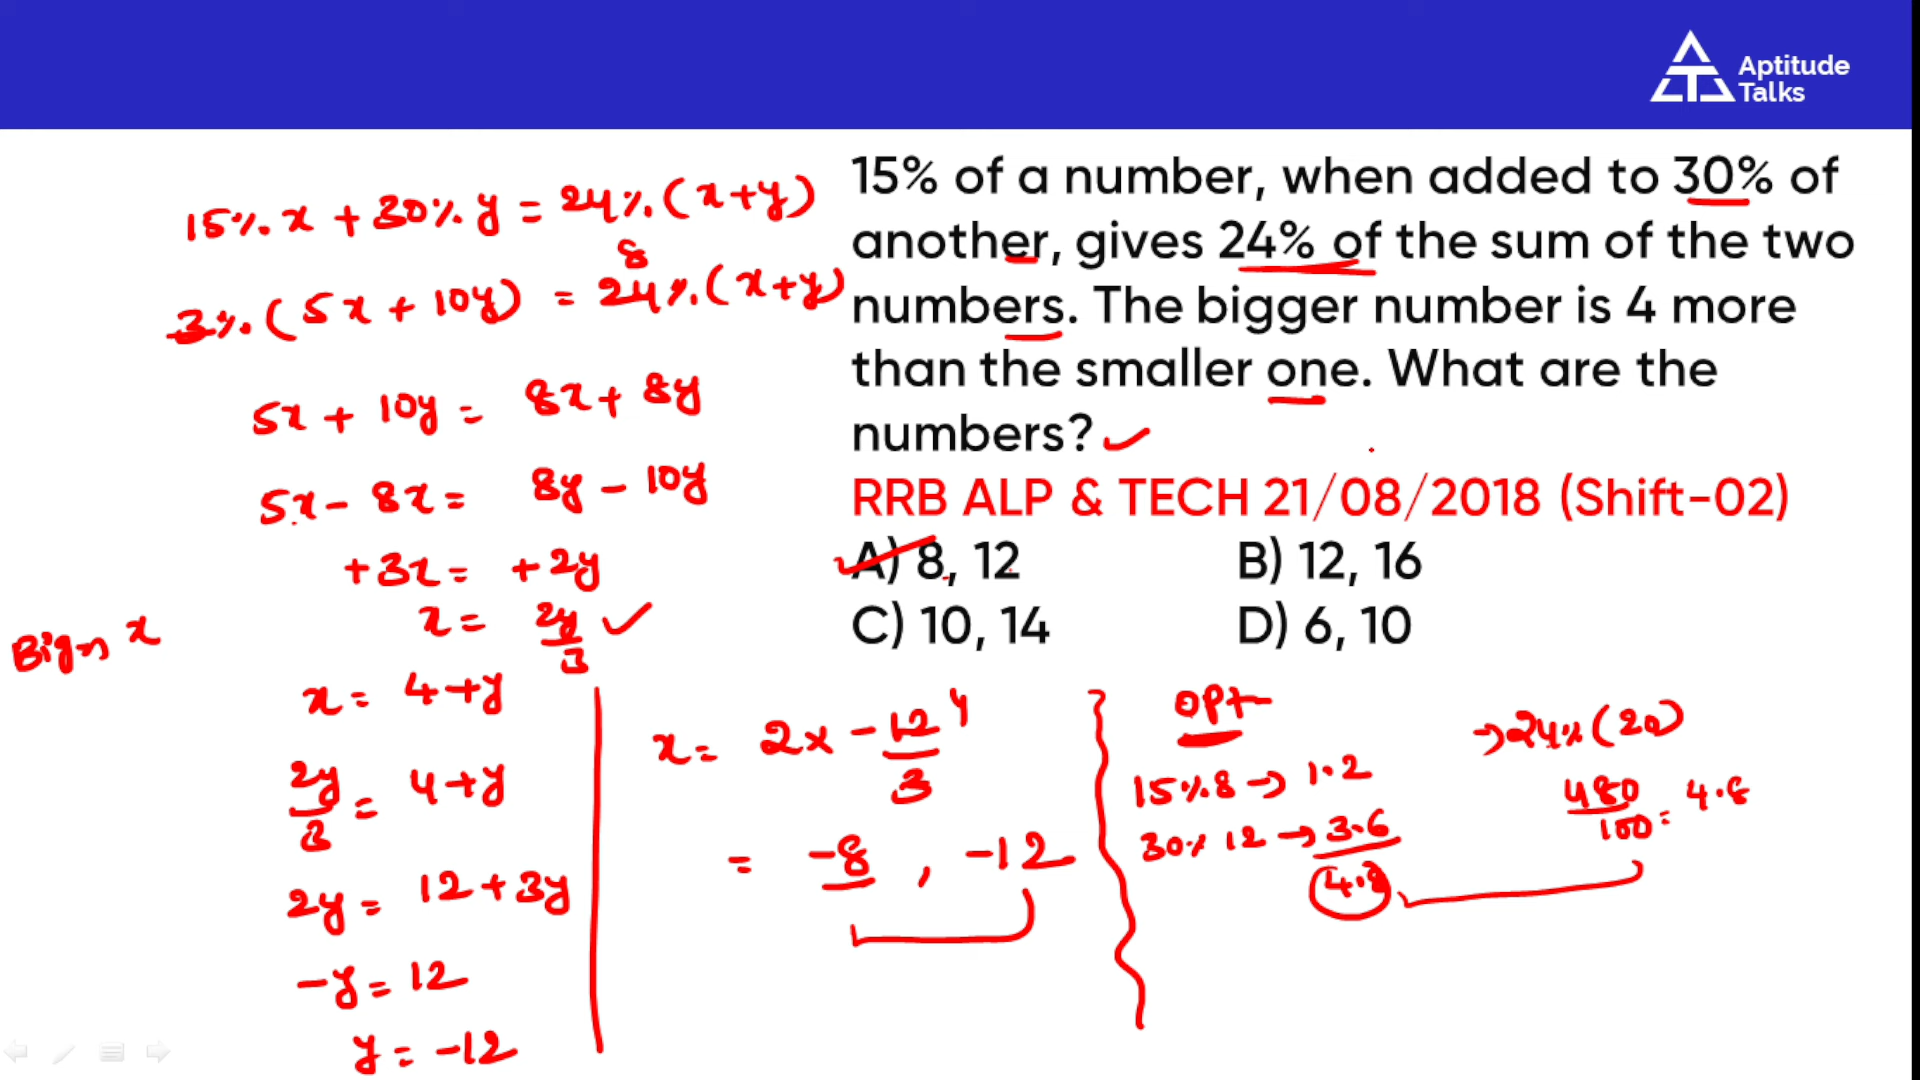 Aptitude
Talks
15% of a number, when added to 30% of
another, gives 24% of the sum of the two
numbers. The bigger number is 4 more
than the smaller one. What are the
numbers?
RRB ALP & TECH 21/08/2018 (Shift-02)
A) 8, 12 B) 12, 16
C) 10, 14 D) 6, 10
15% x + 30% y = 24% (x+y)
8
3% (5x + 10y) = 24% (x+y)
5x + 10y = 8x + 8y
5x - 8x = 8y - 10y
+3x = +2y
x = 2y/3
x
x = 4+y
2y/3 = 4+y
2y = 12 + 3y
-y = 12
y = -12
4
x = 2x -12/3
= -8, -12
opt
15% 8 → 1.2
30% 12 → 3.6
4.8
→ 24% (20)
480/100 = 4.8